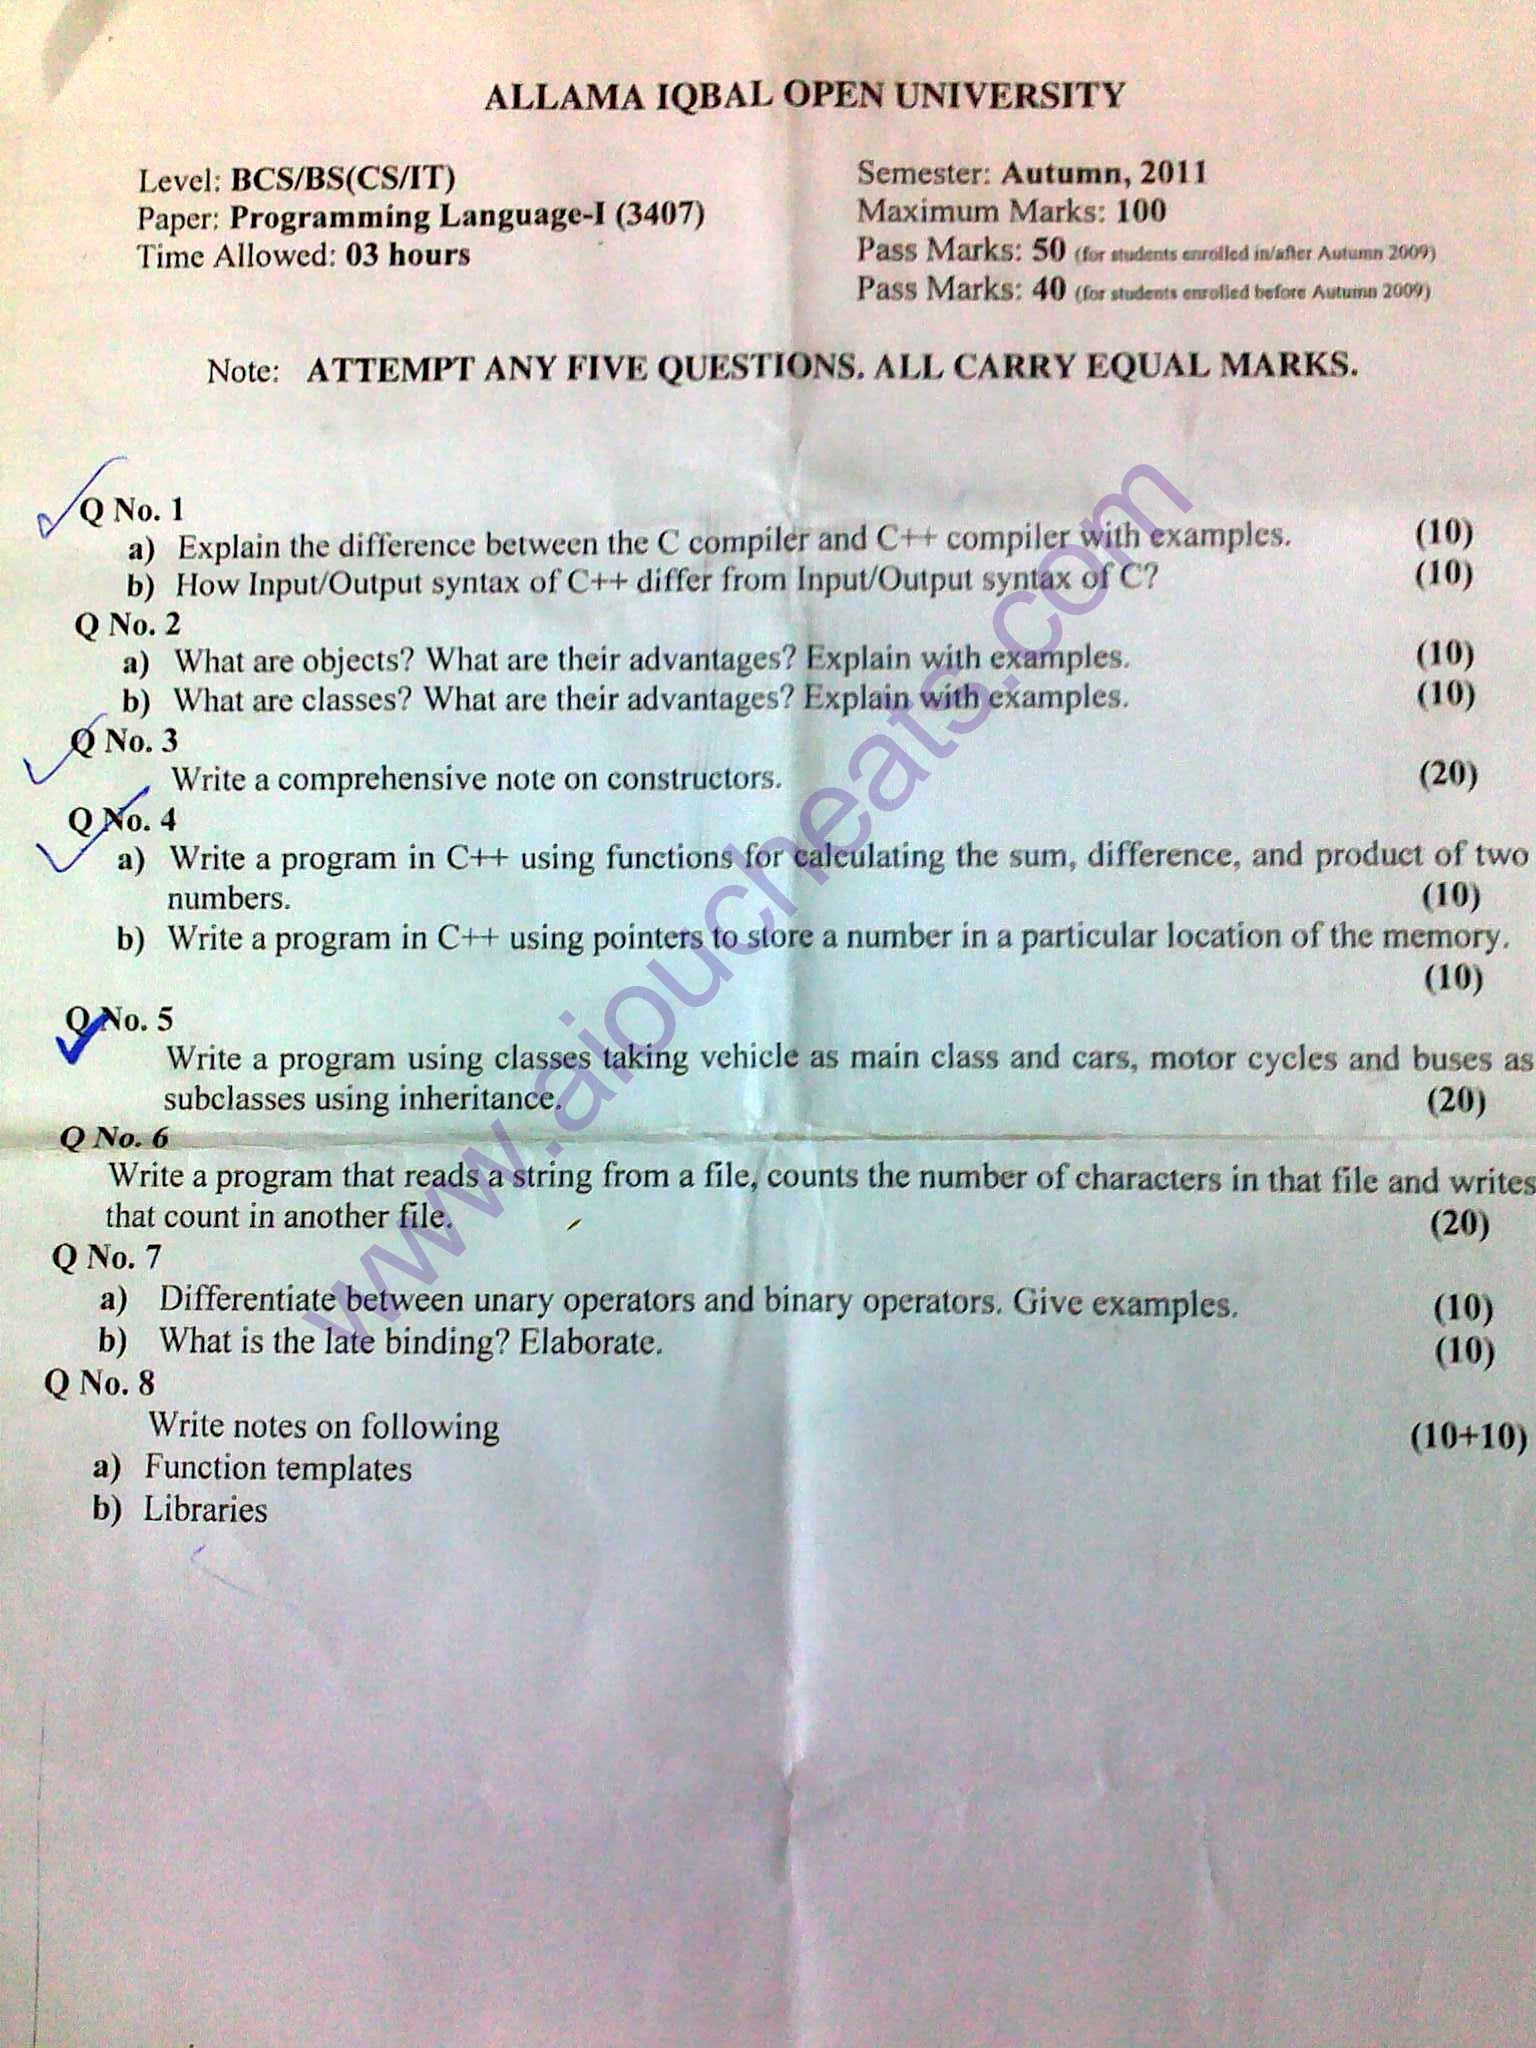 ALLAMA IQBAL OPEN UNIVERSITY
Level: BCS/BS(CS/IT)
Paper: Programming Language-I (3407)
Time Allowed: 03 hours
Semester: Autumn, 2011
Maximum Marks: 100
Pass Marks: 50 (for students enrolled in/after Autumn 2009)
Pass Marks: 40 (for students enrolled before Autumn 2009)
Note: ATTEMPT ANY FIVE QUESTIONS. ALL CARRY EQUAL MARKS.
Q No. 1
a) Explain the difference between the C compiler and C++ compiler with examples. (10)
b) How Input/Output syntax of C++ differ from Input/Output syntax of C? (10)
Q No. 2
a) What are objects? What are their advantages? Explain with examples. (10)
b) What are classes? What are their advantages? Explain with examples. (10)
Q No. 3
Write a comprehensive note on constructors. (20)
Q No. 4
a) Write a program in C++ using functions for calculating the sum, difference, and product of two
numbers. (10)
b) Write a program in C++ using pointers to store a number in a particular location of the memory.
(10)
Q No. 5
Write a program using classes taking vehicle as main class and cars, motor cycles and buses as
subclasses using inheritance. (20)
Q No. 6
Write a program that reads a string from a file, counts the number of characters in that file and writes
that count in another file. (20)
Q No. 7
a) Differentiate between unary operators and binary operators. Give examples. (10)
b) What is the late binding? Elaborate. (10)
Q No. 8
Write notes on following (10+10)
a) Function templates
b) Libraries
www.aioucheats.com